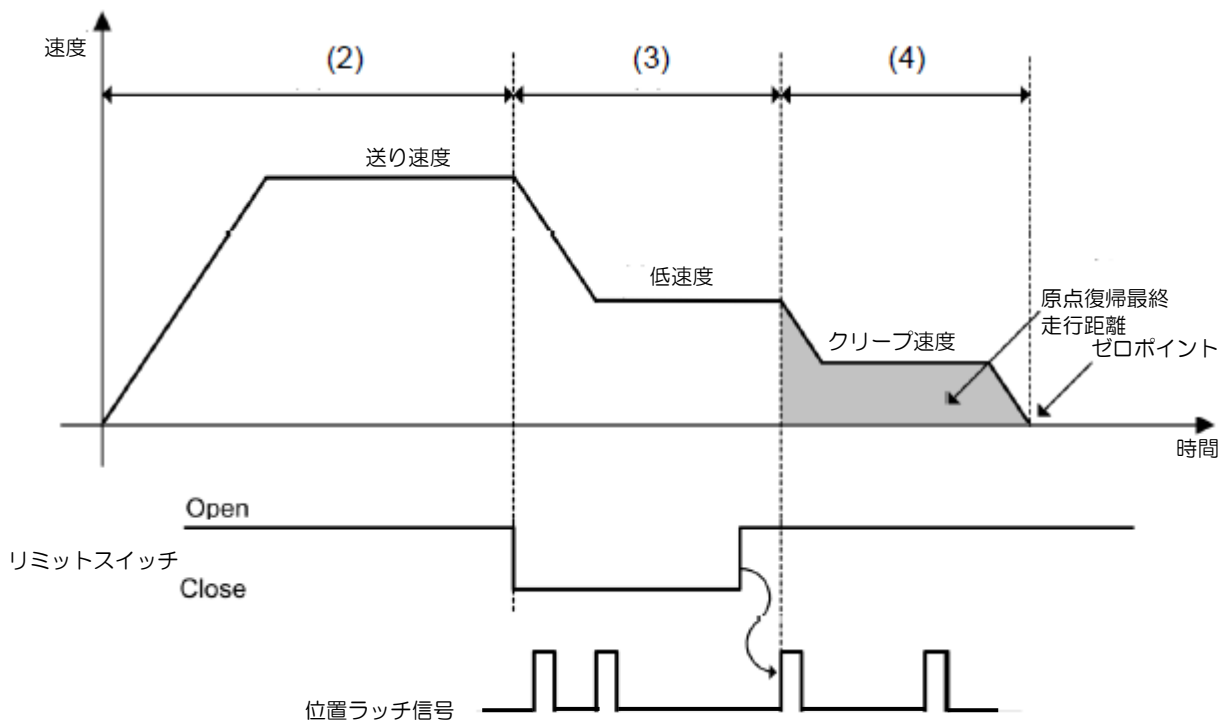 速度
(2)
(3)
(4)
送り速度
低速度
原点復帰最終
走行距離
クリープ速度
ゼロポイント
時間
Open
リミットスイッチ
Close
位置ラッチ信号